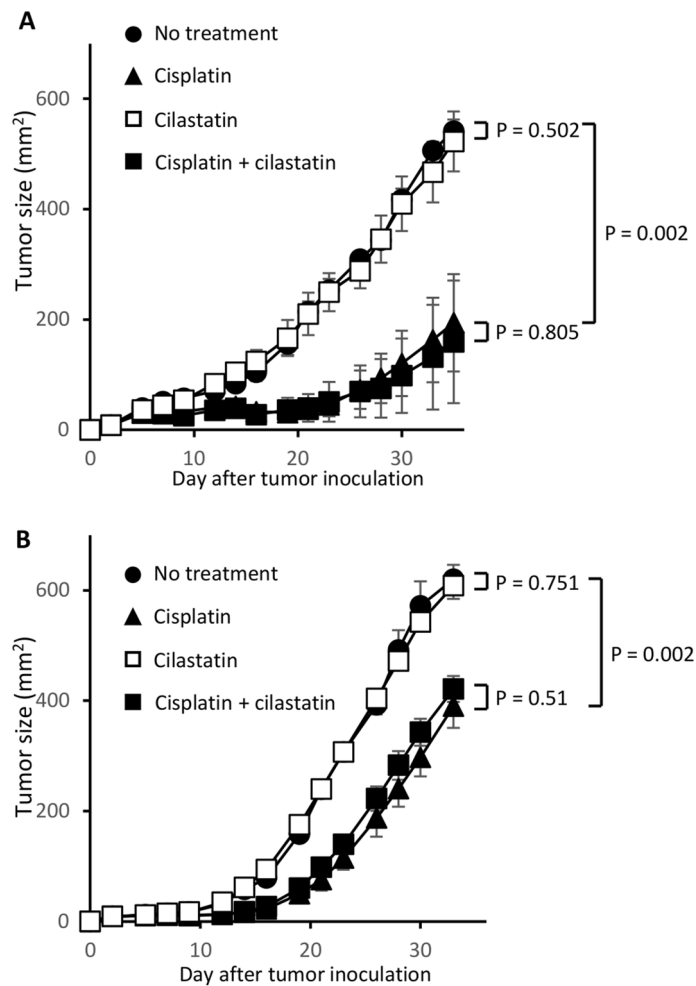 A
No treatment
Cisplatin
Cilastatin
Cisplatin + cilastatin
Tumor size (mm²)
600
400
200
0
0 10 20 30
Day after tumor inoculation
P = 0.502
P = 0.002
P = 0.805
B
No treatment
Cisplatin
Cilastatin
Cisplatin + cilastatin
Tumor size (mm²)
600
400
200
0
0 10 20 30
Day after tumor inoculation
P = 0.751
P = 0.002
P = 0.51